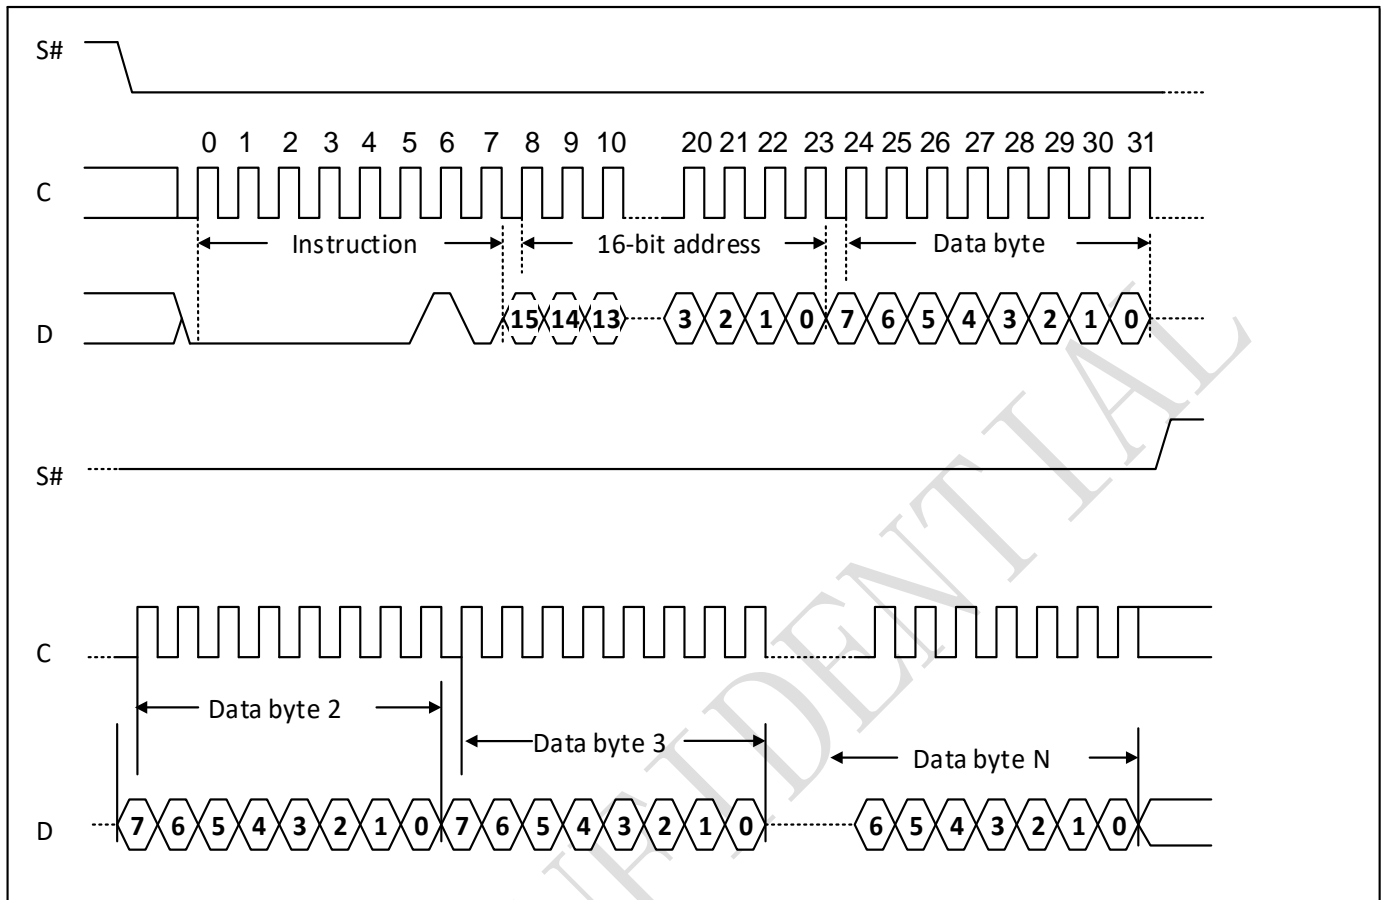 S#
0 1 2 3 4 5 6 7 8 9 10 20 21 22 23 24 25 26 27 28 29 30 31
C
Instruction 16-bit address Data byte
D 15 14 13 3 2 1 0 7 6 5 4 3 2 1 0
S#
C
Data byte 2
Data byte 3
Data byte N
D 7 6 5 4 3 2 1 0 7 6 5 4 3 2 1 0 6 5 4 3 2 1 0
FIDENTIAL